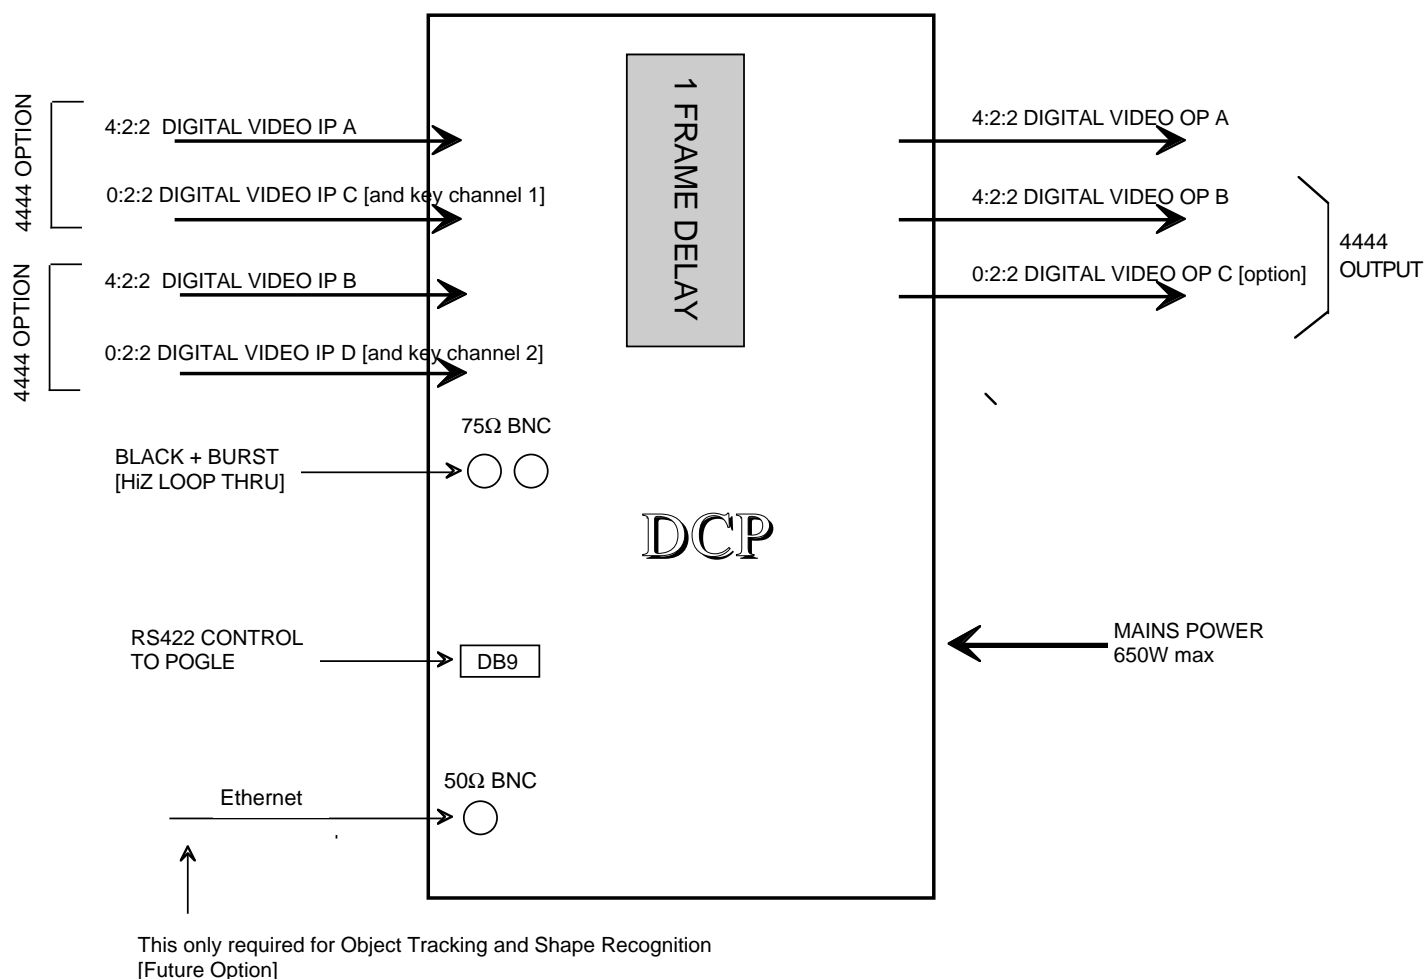 1 FRAME DELAY
4444 OPTION
4:2:2 DIGITAL VIDEO IP A
0:2:2 DIGITAL VIDEO IP C [and key channel 1]
4444 OPTION
4:2:2 DIGITAL VIDEO IP B
0:2:2 DIGITAL VIDEO IP D [and key channel 2]
4:2:2 DIGITAL VIDEO OP A
4:2:2 DIGITAL VIDEO OP B
0:2:2 DIGITAL VIDEO OP C [option]
4444
OUTPUT
75Ω BNC
BLACK + BURST
[HiZ LOOP THRU]
DCP
RS422 CONTROL
TO POGLE
DB9
MAINS POWER
650W max
50Ω BNC
Ethernet
This only required for Object Tracking and Shape Recognition
[Future Option]